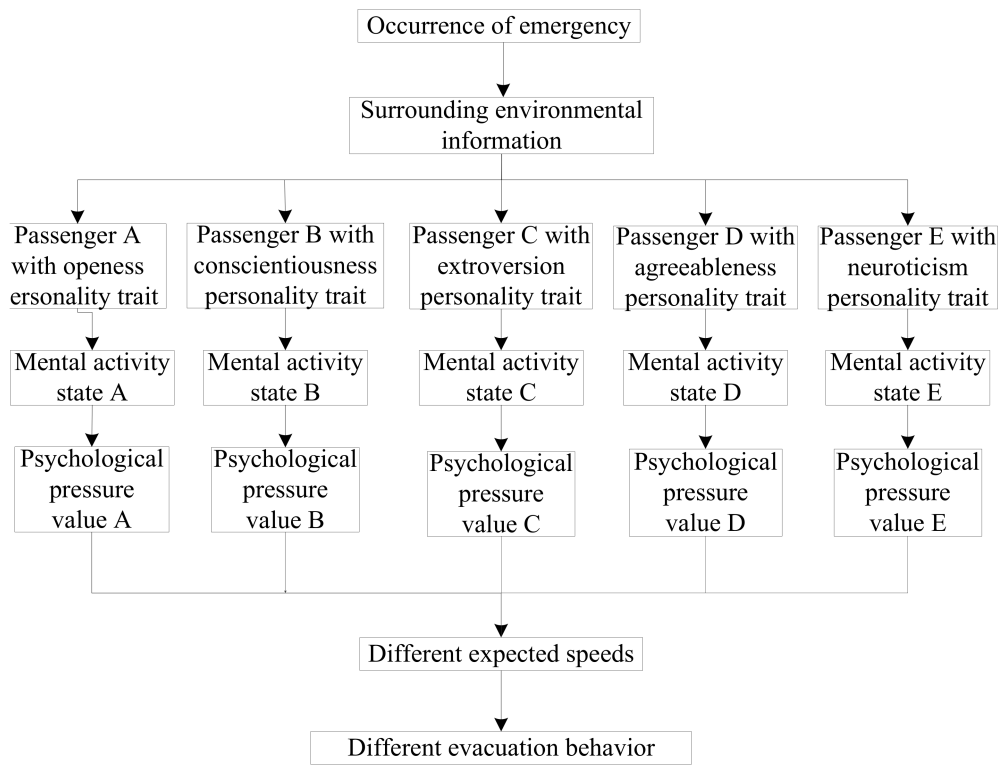 Occurrence of emergency
Surrounding environmental
information
Passenger A
with openess
ersonality trait
Passenger B with
conscientiousness
personality trait
Passenger C with
extroversion
personality trait
Passenger D with
agreeableness
personality trait
Passenger E with
neuroticism
personality trait
Mental activity
state A
Mental activity
state B
Mental activity
state C
Mental activity
state D
Mental activity
state E
Psychological
pressure
value A
Psychological
pressure
value B
Psychological
pressure
value C
Psychological
pressure
value D
Psychological
pressure
value E
Different expected speeds
Different evacuation behavior